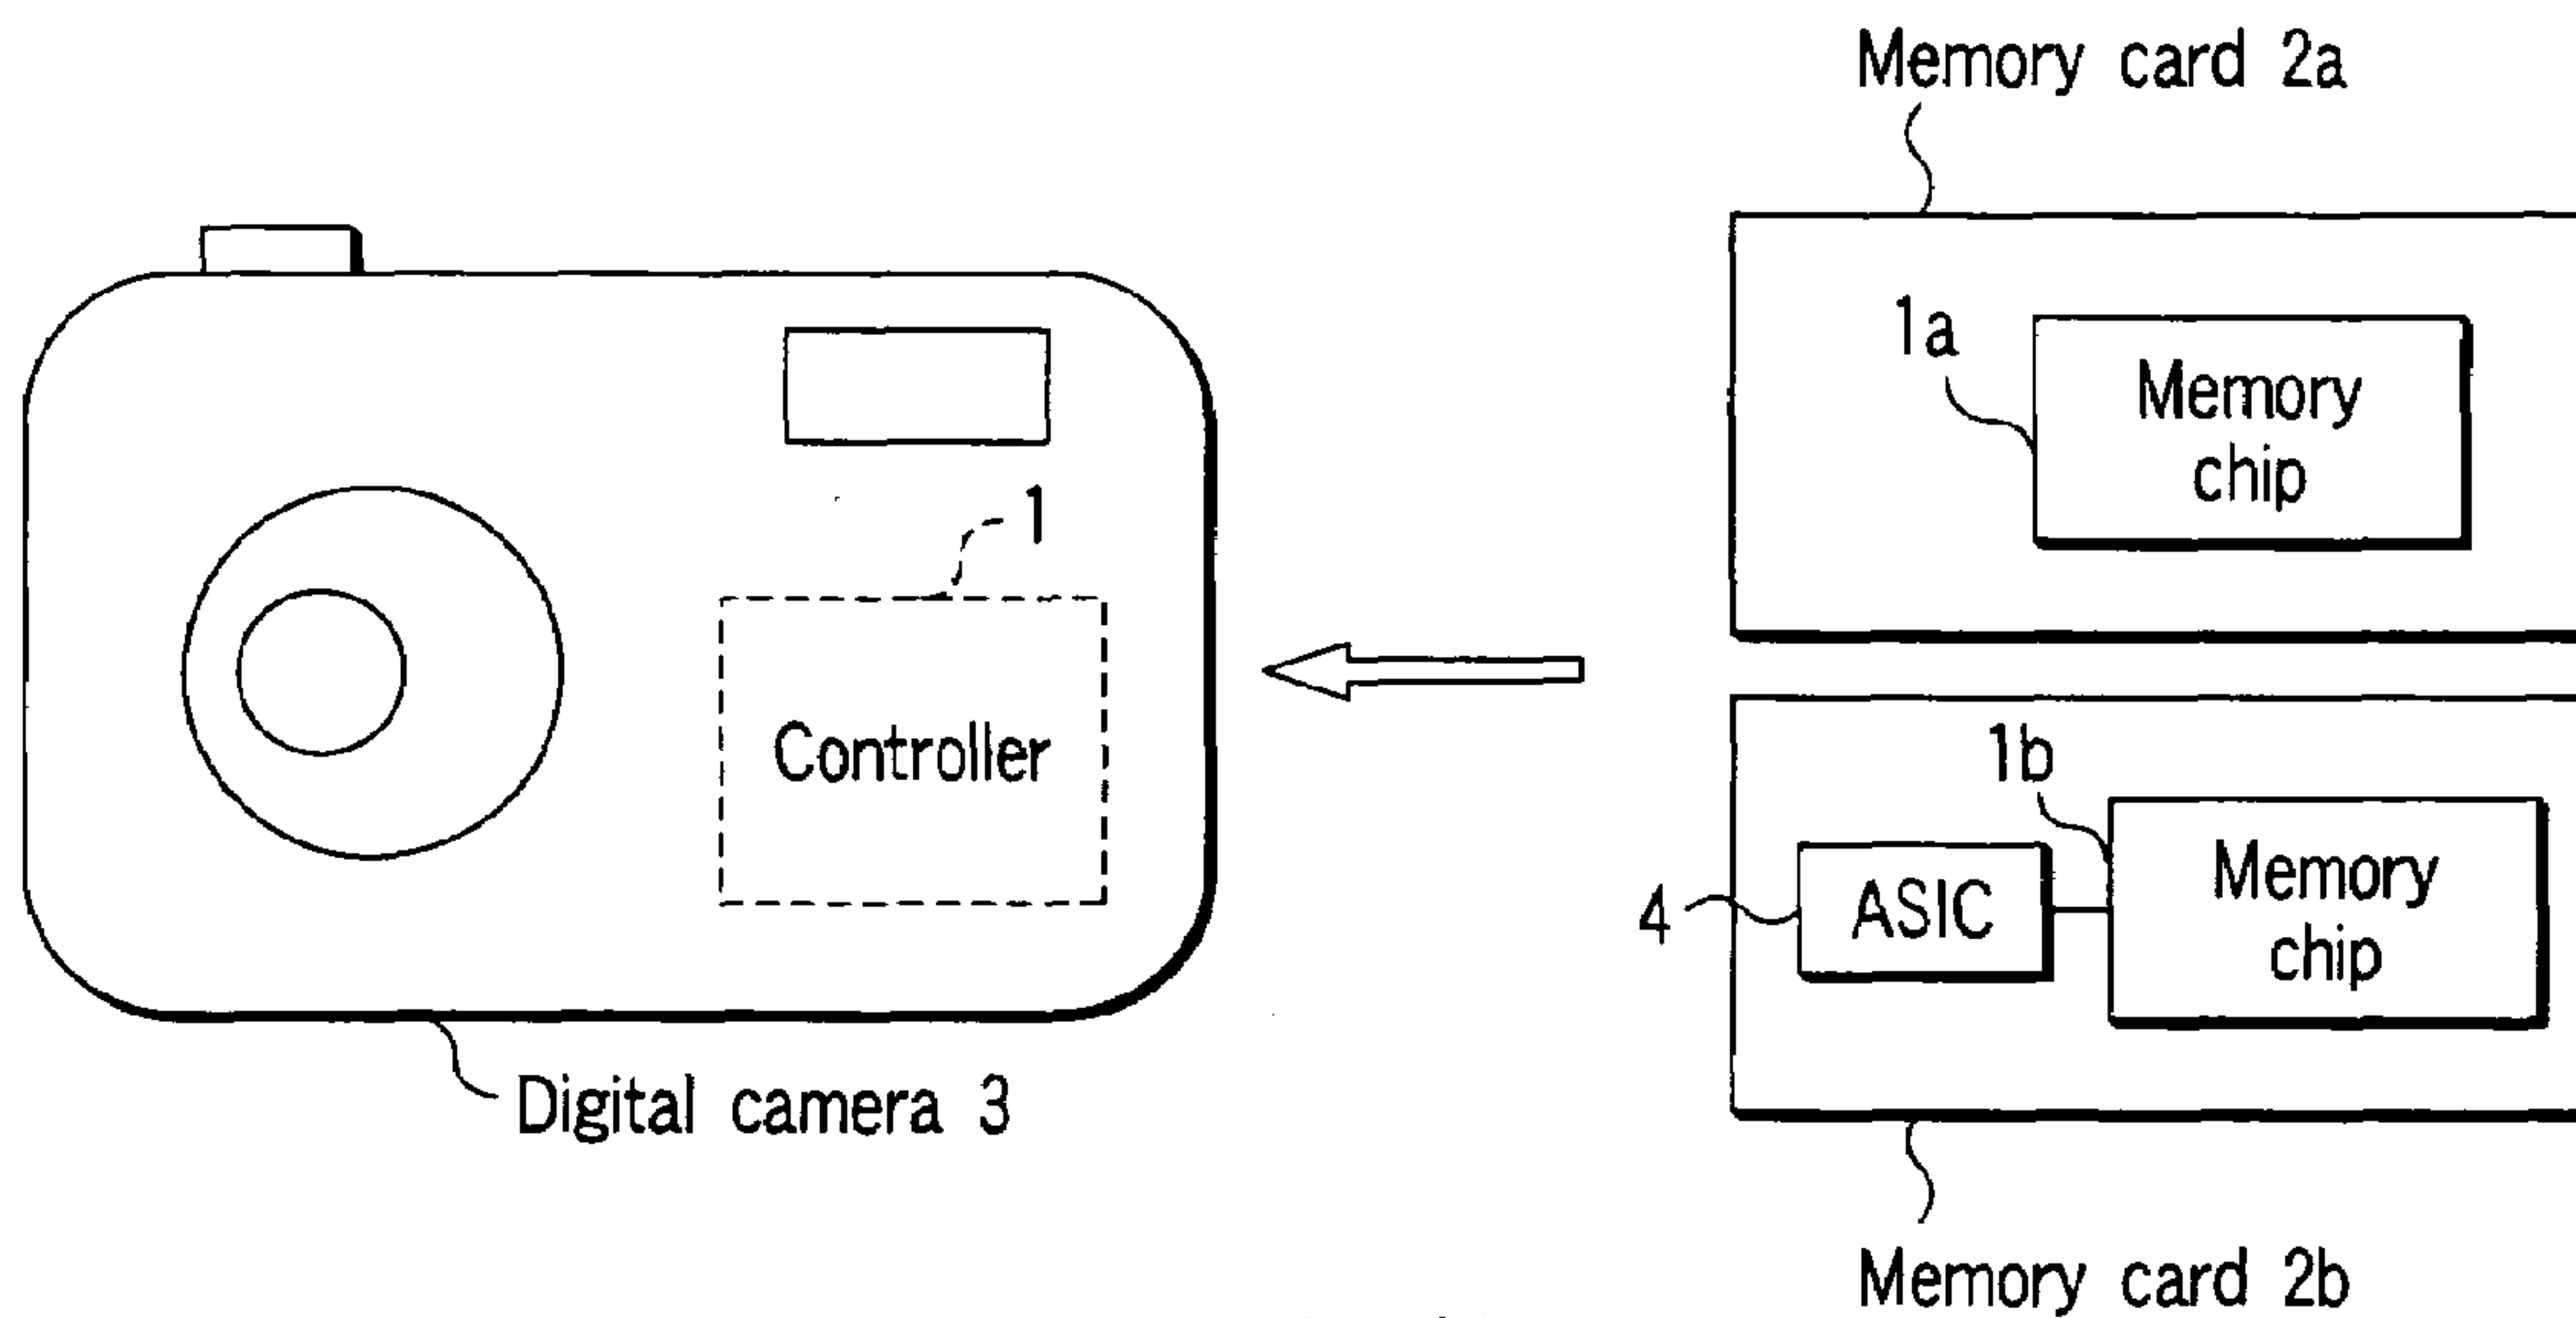 Memory card 2a
1a
Memory
chip
1
Controller
1b
4
ASIC
Memory
chip
Digital camera 3
Memory card 2b